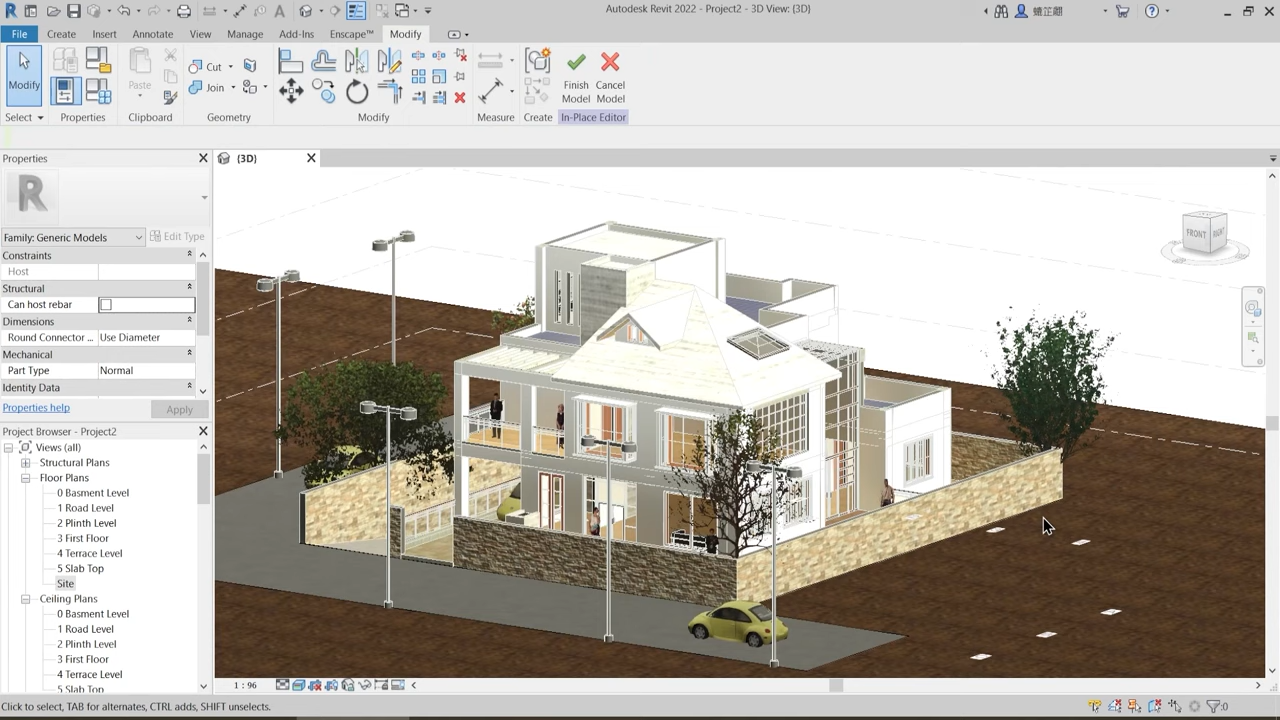 Autodesk Revit 2022 - Project2 - 3D View: {3D}
File Create Insert Annotate View Manage Add-Ins Enscape™ Modify
Modify
Paste
Cut
Join
Finish Model
Cancel Model
Select Properties Clipboard Geometry Modify Measure Create In-Place Editor
Properties
{3D}
R
Family: Generic Models
Edit Type
Constraints
Host
Structural
Can host rebar
Dimensions
Round Connector ... Use Diameter
Mechanical
Part Type Normal
Identity Data
Properties help
Apply
Project Browser - Project2
Views (all)
Structural Plans
Floor Plans
0 Basment Level
1 Road Level
2 Plinth Level
3 First Floor
4 Terrace Level
5 Slab Top
Site
Ceiling Plans
0 Basment Level
1 Road Level
2 Plinth Level
3 First Floor
4 Terrace Level
5 Slab Top
FRONT RIGHT
1 : 96
Click to select, TAB for alternates, CTRL adds, SHIFT unselects.
:0